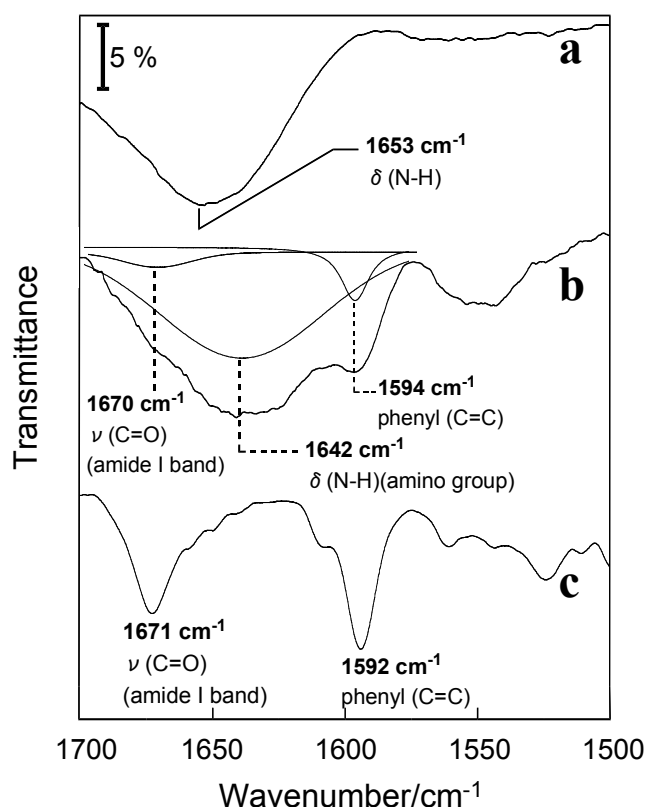 5 %
a
1653 cm-1
δ (N-H)
b
1594 cm-1
phenyl (C=C)
1670 cm-1
ν (C=O)
(amide I band)
1642 cm-1
δ (N-H)(amino group)
c
1671 cm-1
ν (C=O)
(amide I band)
1592 cm-1
phenyl (C=C)
Transmittance
1700 1650 1600 1550 1500
Wavenumber/cm-1